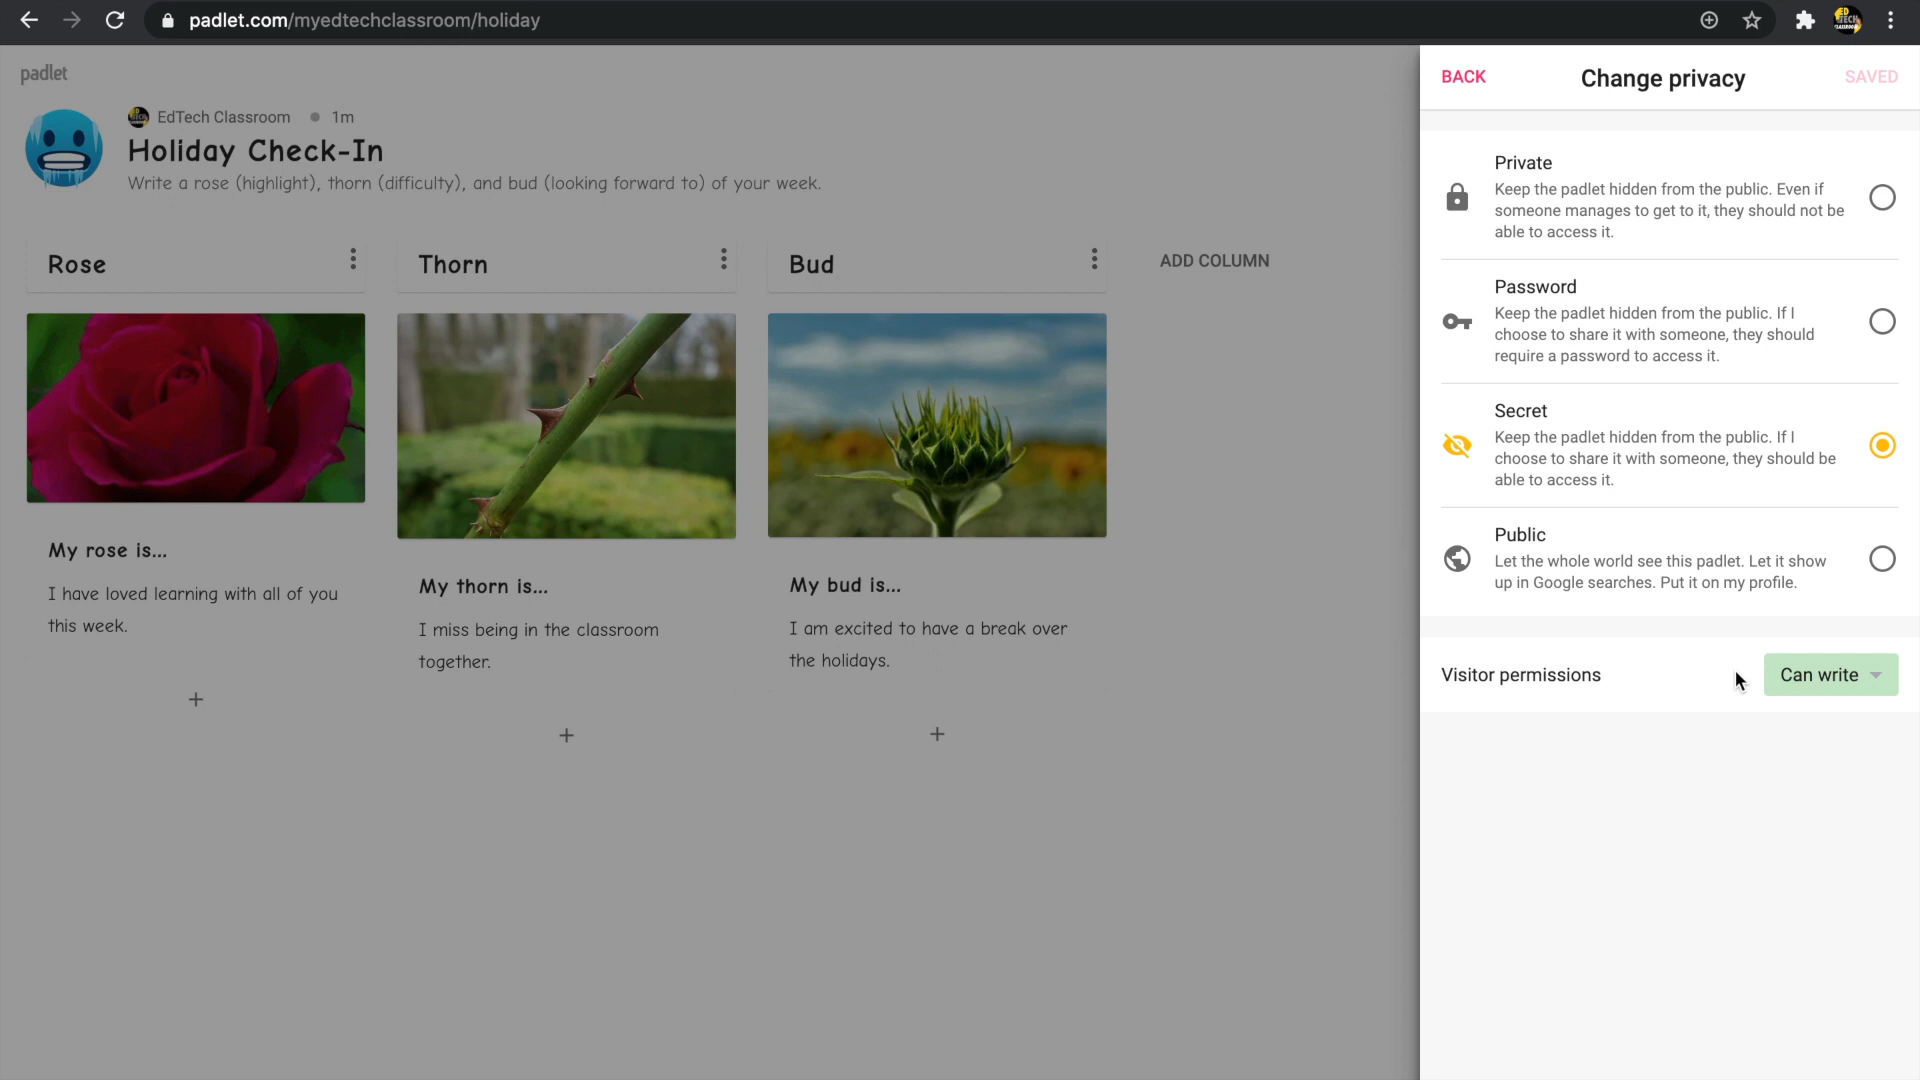 padlet.com/myedtechclassroom/holiday
padlet
EdTech Classroom 1m
Holiday Check-In
Write a rose (highlight), thorn (difficulty), and bud (looking forward to) of your week.
Rose
Thorn
Bud
ADD COLUMN
My rose is...
I have loved learning with all of you
this week.
My thorn is...
I miss being in the classroom
together.
My bud is...
I am excited to have a break over
the holidays.
BACK
Change privacy
SAVED
Private
Keep the padlet hidden from the public. Even if
someone manages to get to it, they should not be
able to access it.
Password
Keep the padlet hidden from the public. If I
choose to share it with someone, they should
require a password to access it.
Secret
Keep the padlet hidden from the public. If I
choose to share it with someone, they should be
able to access it.
Public
Let the whole world see this padlet. Let it show
up in Google searches. Put it on my profile.
Visitor permissions
Can write